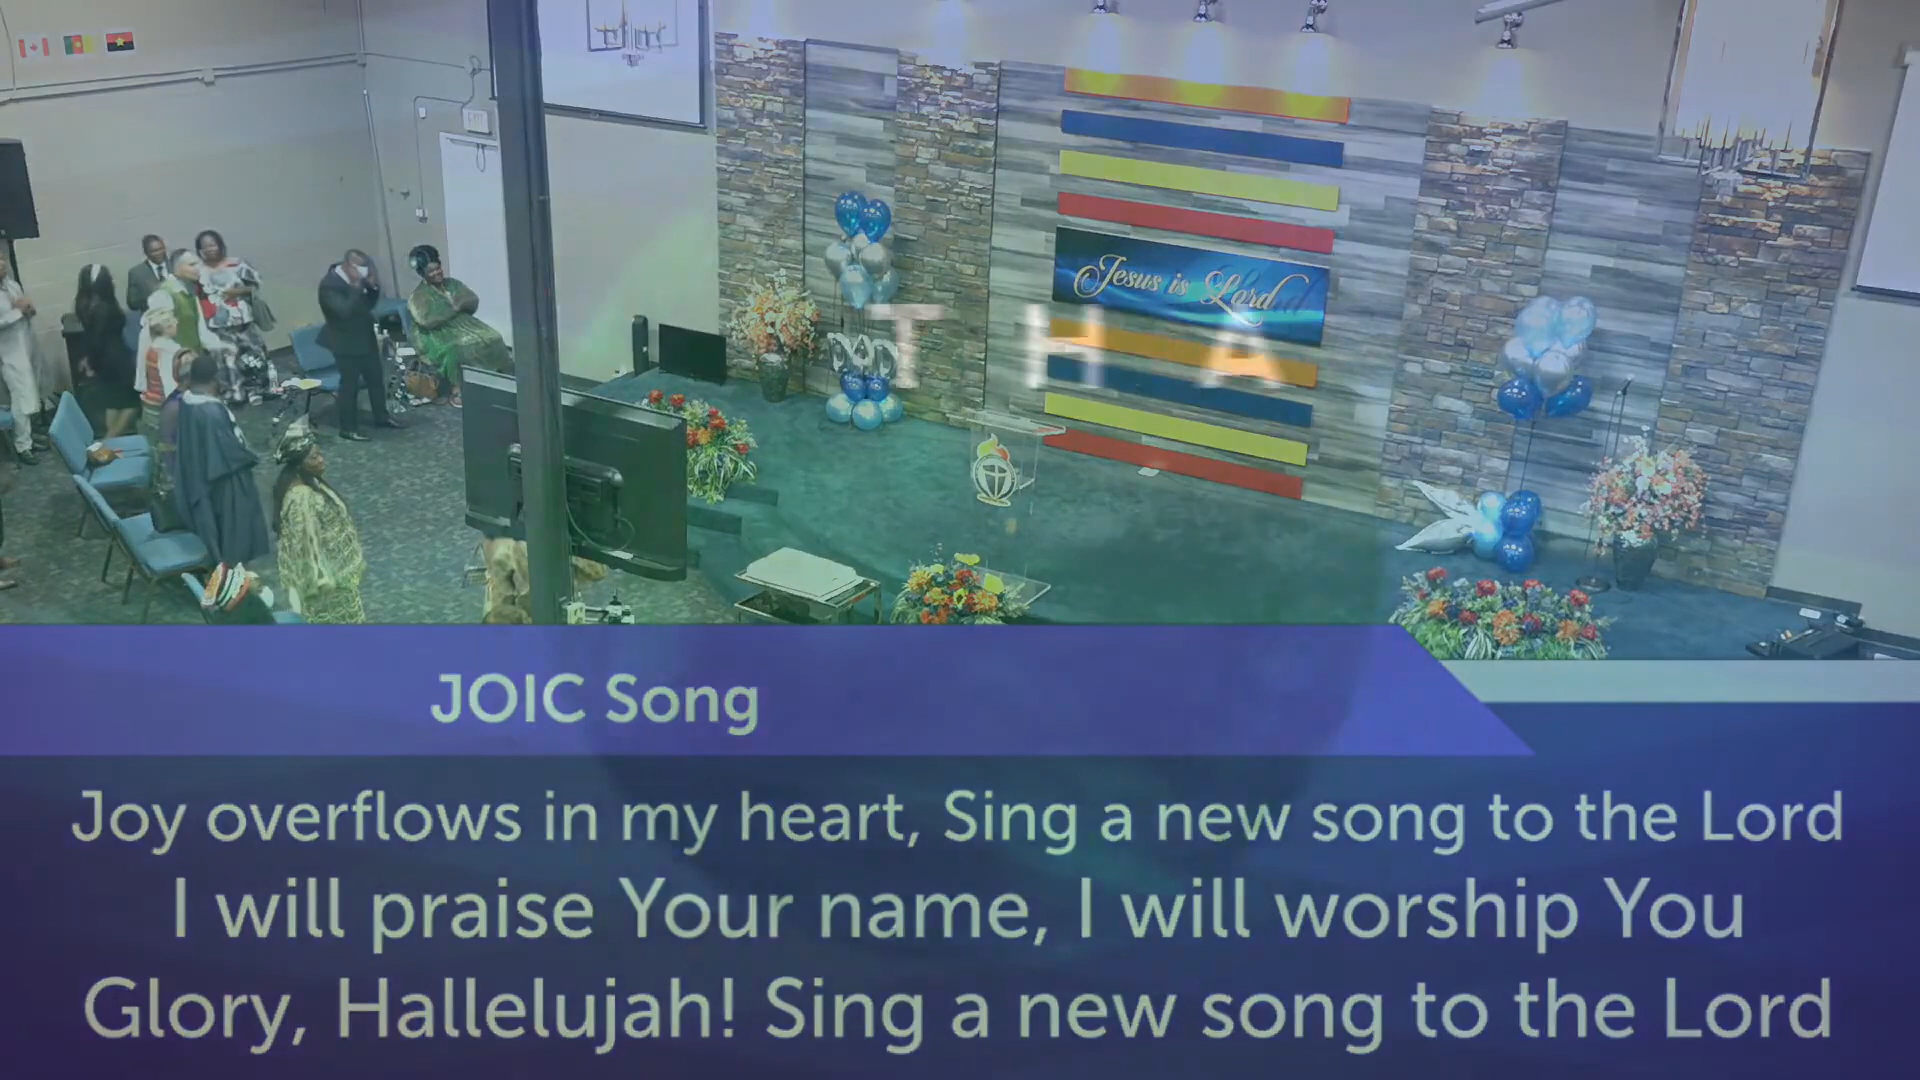 EXIT
Jesus is Lord
T H A
JOIC Song
Joy overflows in my heart, Sing a new song to the Lord
I will praise Your name, I will worship You
Glory, Hallelujah! Sing a new song to the Lord